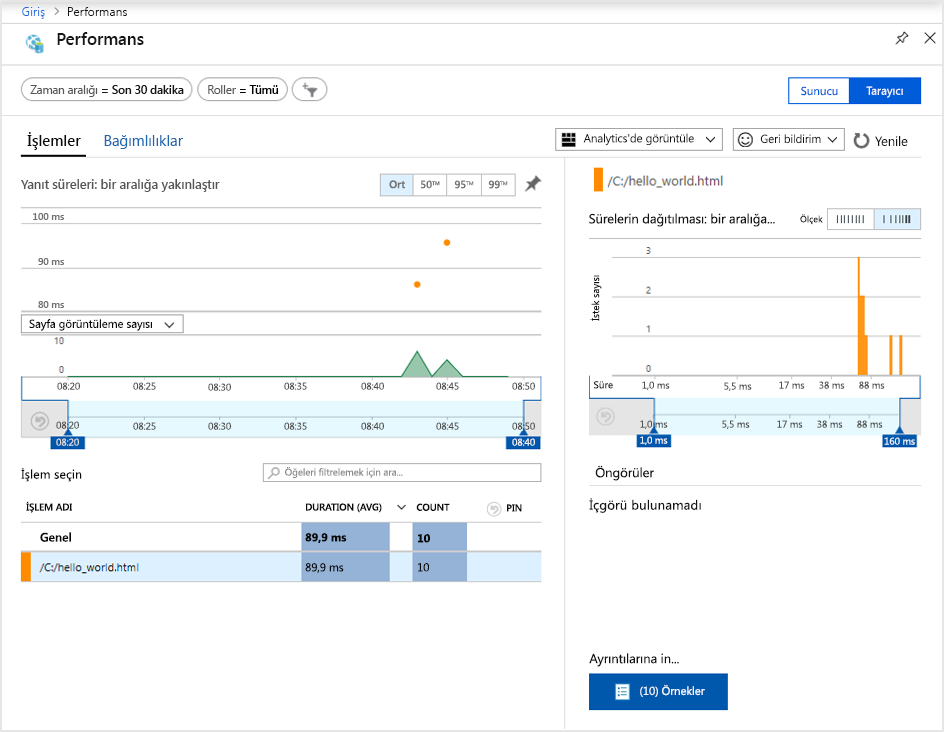 Giriş > Performans
Performans
Zaman aralığı = Son 30 dakika
Roller = Tümü
Sunucu
Tarayıcı
İşlemler
Bağımlılıklar
Analytics'de görüntüle
Geri bildirim
Yenile
Yanıt süreleri: bir aralığa yakınlaştır
Ort
50™
95™
99™
100 ms
90 ms
80 ms
Sayfa görüntüleme sayısı
10
0
08:20 08:25 08:30 08:35 08:40 08:45 08:50
08:20 08:25 08:30 08:35 08:40 08:45 08:50
08:20 08:40
İşlem seçin
Öğeleri filtrelemek için ara...
İŞLEM ADI DURATION (AVG) COUNT PIN
Genel 89,9 ms 10
/C:/hello_world.html 89,9 ms 10
/C:/hello_world.html
Sürelerin dağıtılması: bir aralığa...
Ölçek
İstek sayısı
3
2
1
0
Süre 1,0 ms 5,5 ms 17 ms 38 ms 88 ms
1,0 ms 5,5 ms 17 ms 38 ms 88 ms
1,0 ms 160 ms
Öngörüler
İçgörü bulunamadı
Ayrıntılarına in...
(10) Örnekler